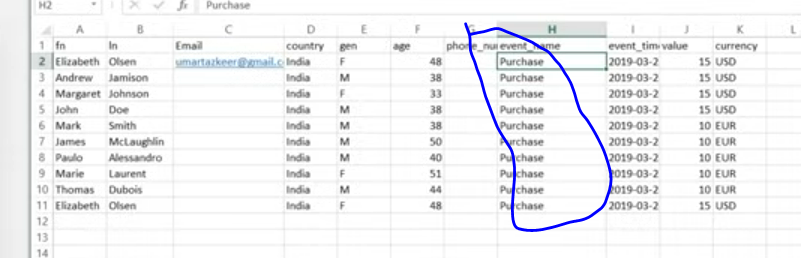 H2 fx Purchase
A B C D E F G H I J K L
1 fn ln Email country gen age phone_nu event_name event_tim value currency
2 Elizabeth Olsen umartazkeer@gmail.c India F 48 Purchase 2019-03-2 15 USD
3 Andrew Jamison India M 38 Purchase 2019-03-2 15 USD
4 Margaret Johnson India F 33 Purchase 2019-03-2 15 USD
5 John Doe India M 38 Purchase 2019-03-2 15 USD
6 Mark Smith India M 38 Purchase 2019-03-2 10 EUR
7 James McLaughlin India M 50 Purchase 2019-03-2 10 EUR
8 Paulo Alessandro India M 40 Purchase 2019-03-2 10 EUR
9 Marie Laurent India F 51 Purchase 2019-03-2 10 EUR
10 Thomas Dubois India M 44 Purchase 2019-03-2 10 EUR
11 Elizabeth Olsen India F 48 Purchase 2019-03-2 15 USD
12
13
14